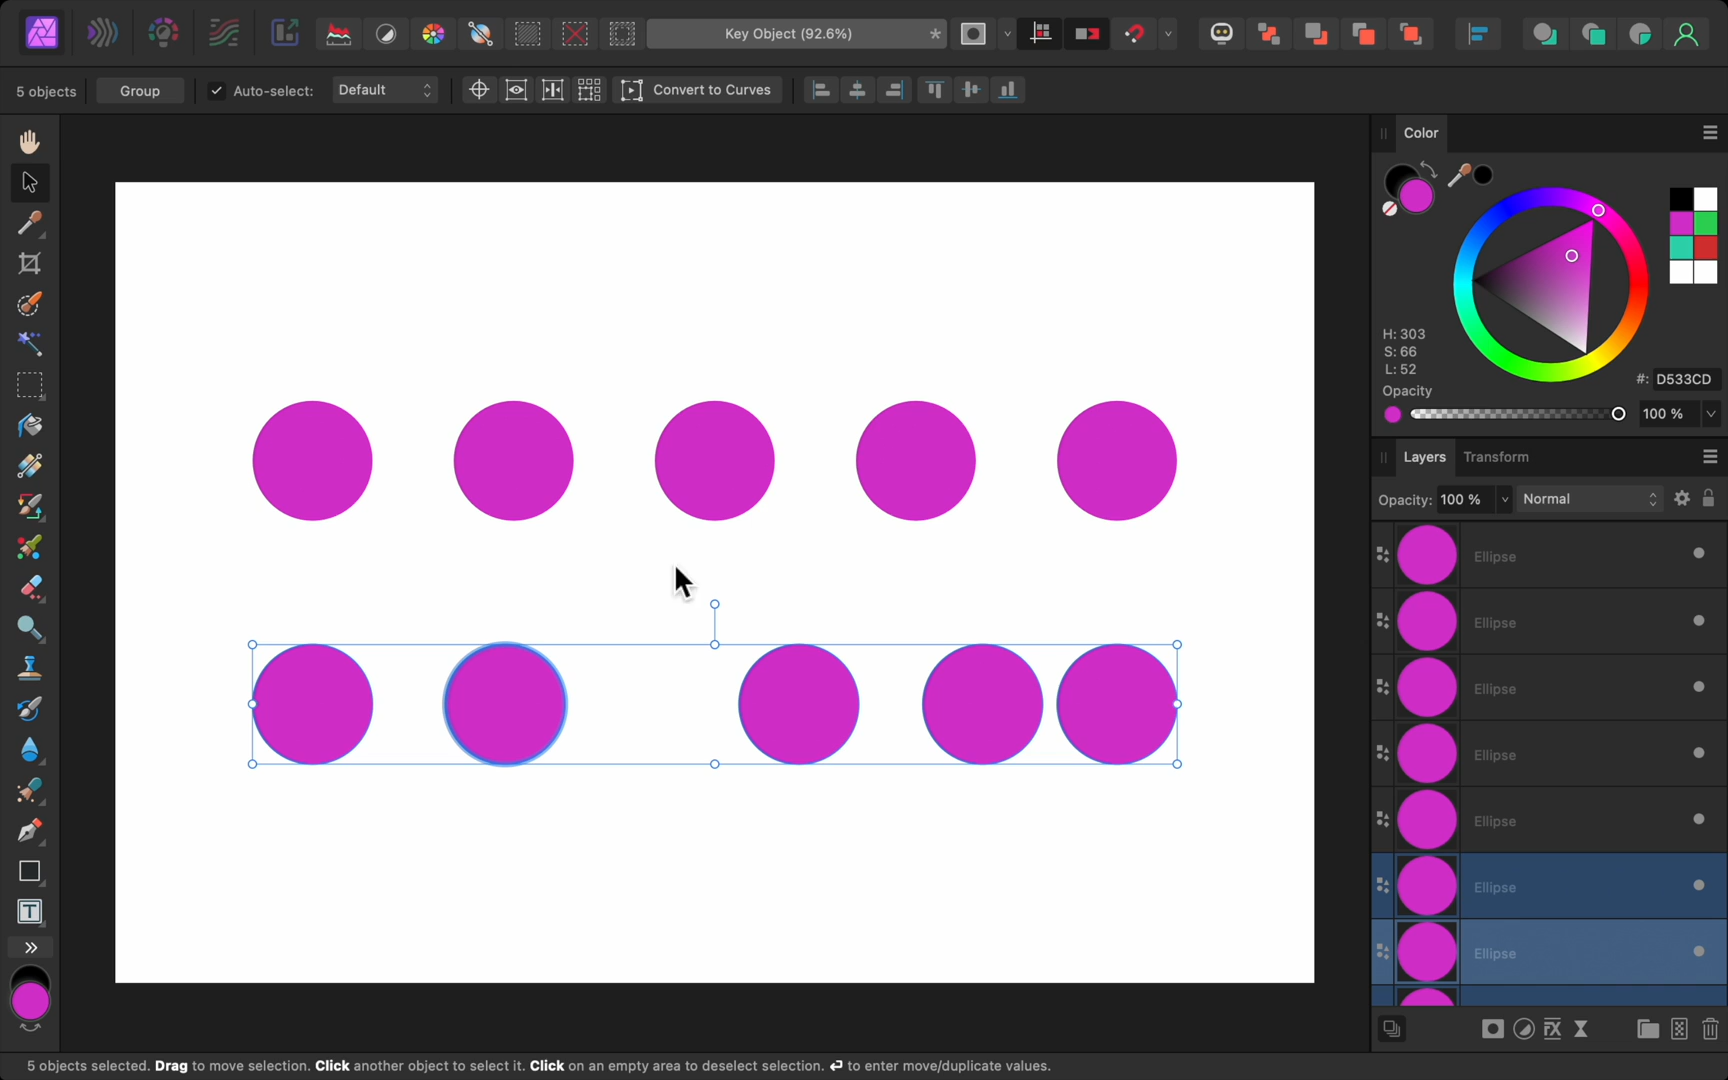 Key Object (92.6%)
*
5 objects
Group
Auto-select:
Default
Convert to Curves
Color
H: 303
S: 66
L: 52
#: D533CD
Opacity
100 %
Layers
Transform
Opacity: 100 %
Normal
Ellipse
Ellipse
Ellipse
Ellipse
Ellipse
Ellipse
Ellipse
T
FX
5 objects selected. Drag to move selection. Click another object to select it. Click on an empty area to deselect selection. ↵ to enter move/duplicate values.